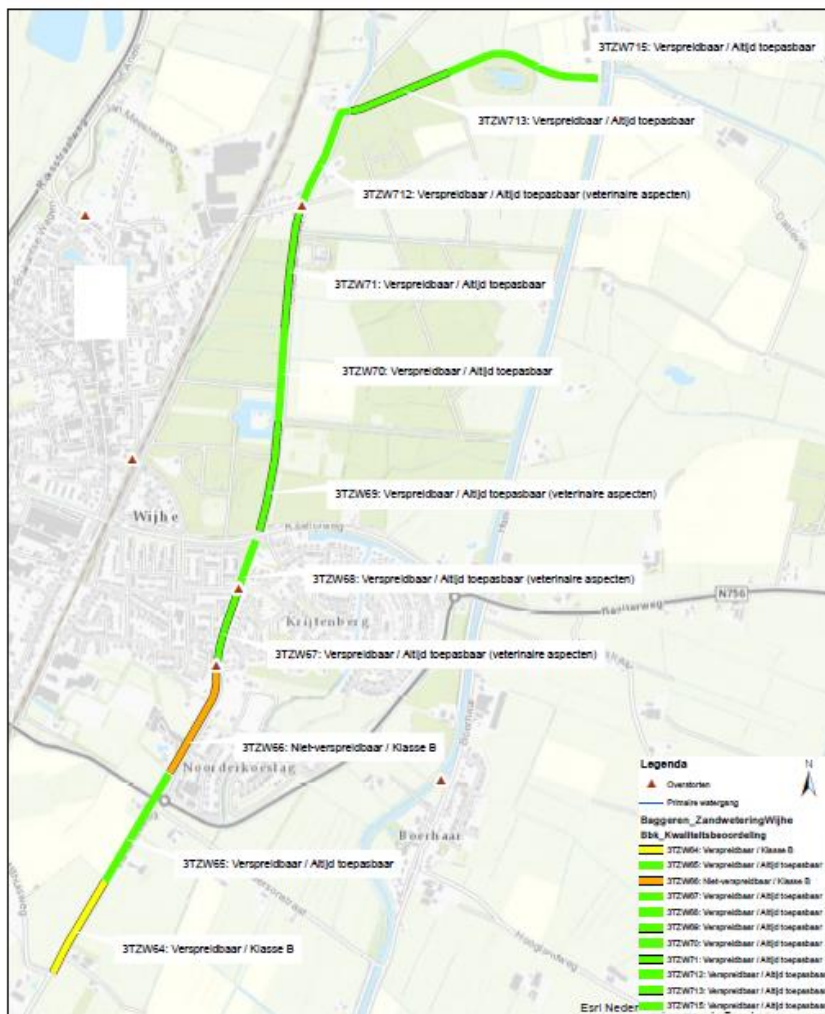 3TZW715: Verspreidbaar / Altijd toepasbaar
3TZW713: Verspreidbaar / Altijd toepasbaar
3TZW712: Verspreidbaar / Altijd toepasbaar (veterinaire aspecten)
3TZW71: Verspreidbaar / Altijd toepasbaar
3TZW70: Verspreidbaar / Altijd toepasbaar
3TZW69: Verspreidbaar / Altijd toepasbaar (veterinaire aspecten)
Wijhe
3TZW68: Verspreidbaar / Altijd toepasbaar (veterinaire aspecten)
N756
Raalterweg
Krijtenberg
3TZW67: Verspreidbaar / Altijd toepasbaar (veterinaire aspecten)
3TZW66: Niet-verspreidbaar / Klasse B
Noorderkoeslag
Boerhaar
Boerhaar
3TZW65: Verspreidbaar / Altijd toepasbaar
3TZW64: Verspreidbaar / Klasse B
Legenda
N
Overstorten
Primaire watergang
Baggeren_ZandweteringWijhe
Bbk_Kwaliteitsbeoordeling
3TZW64: Verspreidbaar / Klasse B
3TZW65: Verspreidbaar / Altijd toepasbaar
3TZW66: Niet-verspreidbaar / Klasse B
3TZW67: Verspreidbaar / Altijd toepasbaar
3TZW68: Verspreidbaar / Altijd toepasbaar
3TZW69: Verspreidbaar / Altijd toepasbaar
3TZW70: Verspreidbaar / Altijd toepasbaar
3TZW71: Verspreidbaar / Altijd toepasbaar
3TZW712: Verspreidbaar / Altijd toepasbaar
3TZW713: Verspreidbaar / Altijd toepasbaar
3TZW715: Verspreidbaar / Altijd toepasbaar
Esri Neder